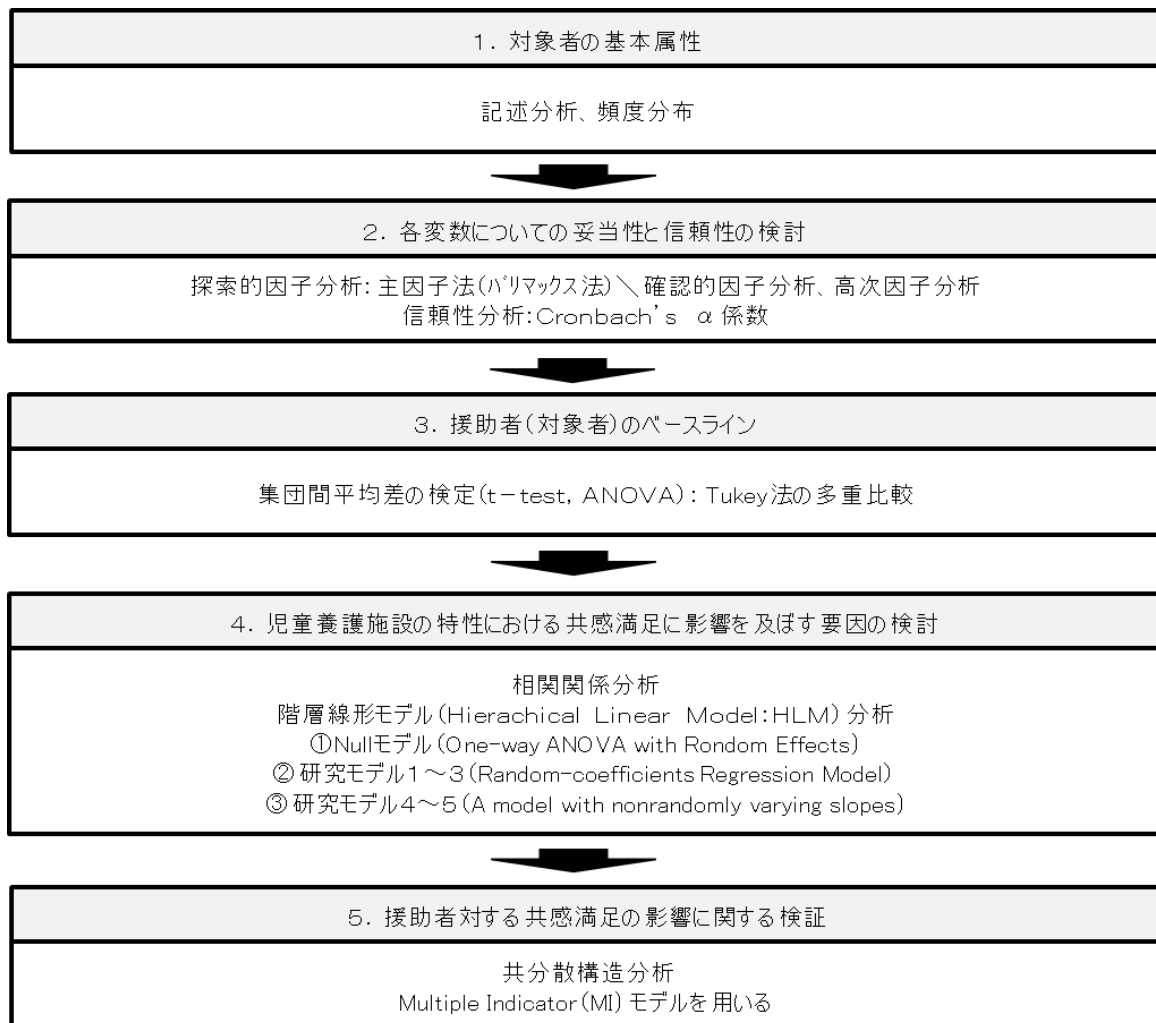 １．対象者の基本属性
記述分析、頻度分布
２．各変数についての妥当性と信頼性の検討
探索的因子分析：主因子法(ﾊﾞﾘﾏｯｸｽ法)＼確認的因子分析、高次因子分析
信頼性分析：Cronbach’s α係数
３．援助者(対象者)のベースライン
集団間平均差の検定(t－test, ANOVA)：Tukey法の多重比較
４．児童養護施設の特性における共感満足に影響を及ぼす要因の検討
相関関係分析
階層線形モデル(Hierachical Linear Model：HLM)分析
①Nullモデル(One-way ANOVA with Rondom Effects)
②研究モデル１～３(Random-coefficients Regression Model)
③研究モデル４～５(A model with nonrandomly varying slopes)
５．援助者対する共感満足の影響に関する検証
共分散構造分析
Multiple Indicator(MI)モデルを用いる